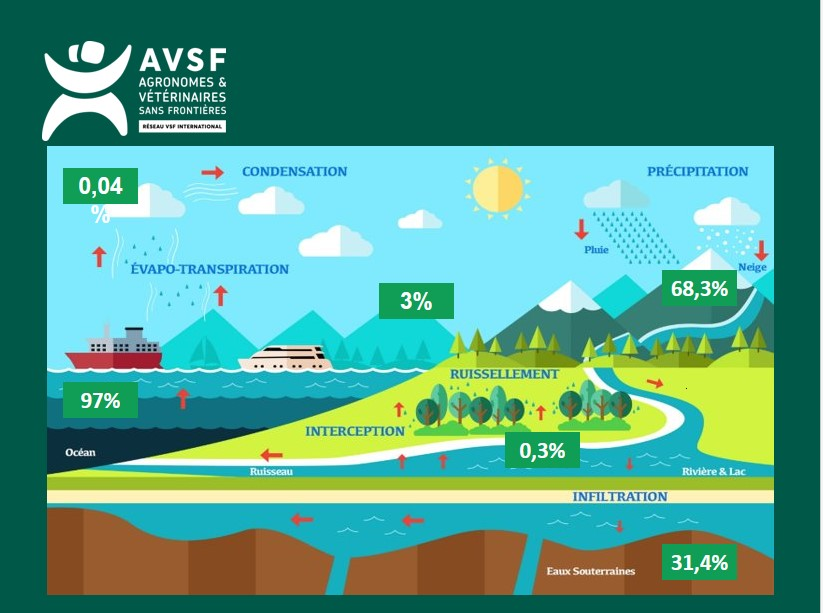 AVSF
AGRONOMES &
VÉTÉRINAIRES
SANS FRONTIÈRES
RÉSEAU VSF INTERNATIONAL
CONDENSATION
PRÉCIPITATION
0,04
%
Pluie
Neige
ÉVAPO-TRANSPIRATION
68,3%
3%
RUISSELLEMENT
97%
INTERCEPTION
0,3%
Océan
Ruisseau
Rivière & Lac
INFILTRATION
31,4%
Eaux Souterraines